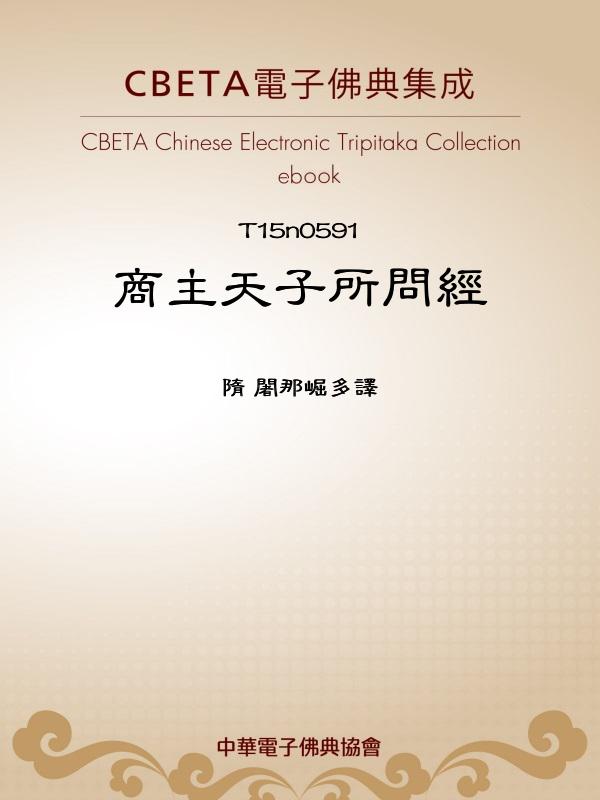 CBETA電子佛典集成
CBETA Chinese Electronic Tripitaka Collection
ebook
T15n0591
商主天子所問經
隋 闍那崛多譯
中華電子佛典協會